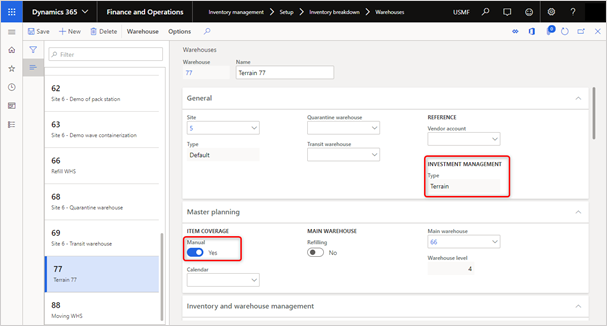 Dynamics 365 Finance and Operations Inventory management > Setup > Inventory breakdown > Warehouses USMF ?
Save + New Delete Warehouse Options
Filter
62
Site 6 - Demo of pack station
63
Site 6 - Demo wave containerization
66
Refill WHS
68
Site 6 - Quarantine warehouse
69
Site 6 - Transit warehouse
77
Terrain 77
88
Moving WHS
Warehouses
Warehouse Name
77 Terrain 77
General
Site Quarantine warehouse REFERENCE
5 Vendor account
Type Transit warehouse
Default
INVESTMENT MANAGEMENT
Type
Terrain
Master planning
ITEM COVERAGE MAIN WAREHOUSE Main warehouse
Manual Refilling 66
Yes No
Warehouse level
Calendar 4
Inventory and warehouse management